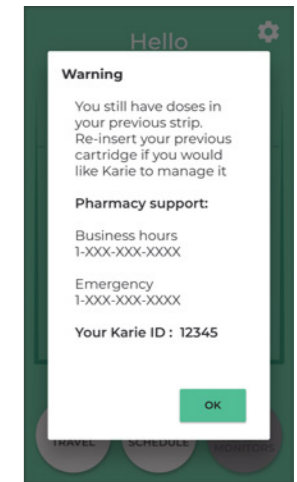 Hello
Warning
You still have doses in
your previous strip.
Re-insert your previous
cartridge if you would
like Karie to manage it
Pharmacy support:
Business hours
1-XXX-XXX-XXXX
Emergency
1-XXX-XXX-XXXX
Your Karie ID : 12345
OK
TRAVEL SCHEDULE MONITORS